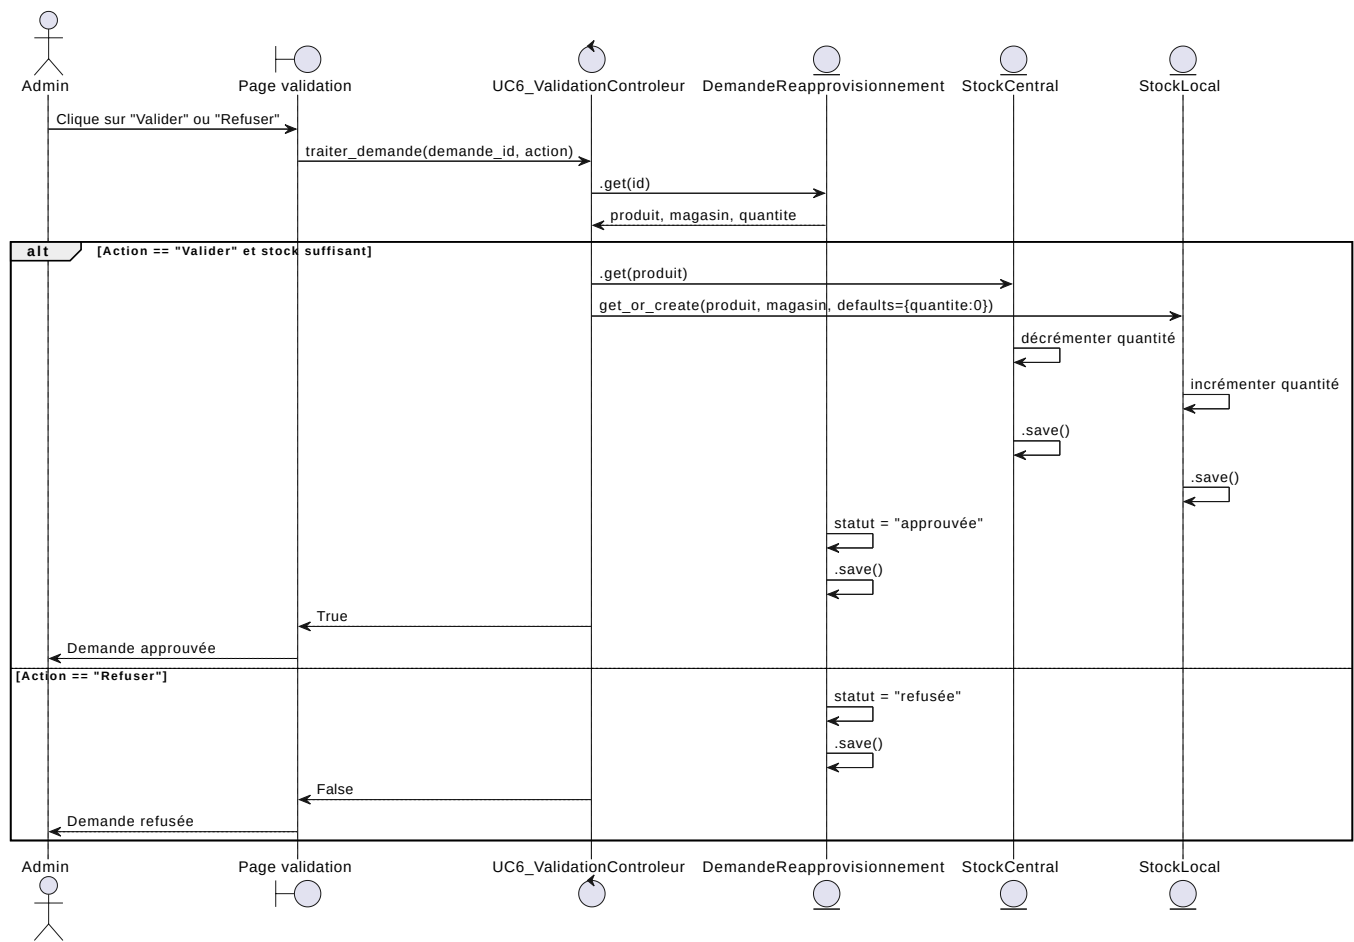 Admin
Page validation
UC6_ValidationControleur
DemandeReapprovisionnement
StockCentral
StockLocal
Clique sur "Valider" ou "Refuser"
traiter_demande(demande_id, action)
.get(id)
produit, magasin, quantite
alt
[Action == "Valider" et stock suffisant]
.get(produit)
get_or_create(produit, magasin, defaults={quantite:0})
décrémenter quantité
incrémenter quantité
.save()
.save()
statut = "approuvée"
.save()
True
Demande approuvée
[Action == "Refuser"]
statut = "refusée"
.save()
False
Demande refusée
Admin
Page validation
UC6_ValidationControleur
DemandeReapprovisionnement
StockCentral
StockLocal